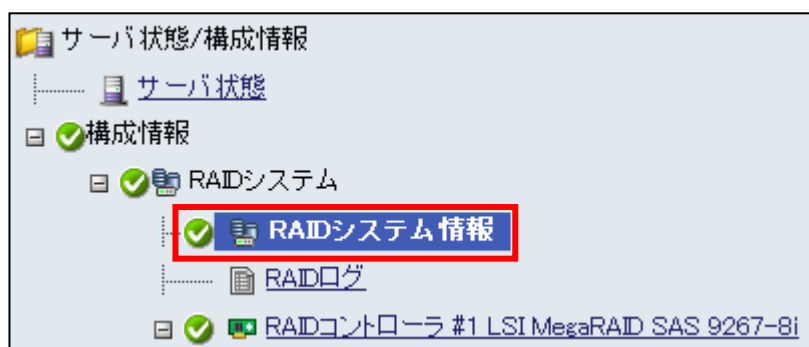 サーバ状態/構成情報
サーバ状態
構成情報
RAIDシステム
RAIDシステム情報
RAIDログ
RAIDコントローラ #1 LSI MegaRAID SAS 9267-8i